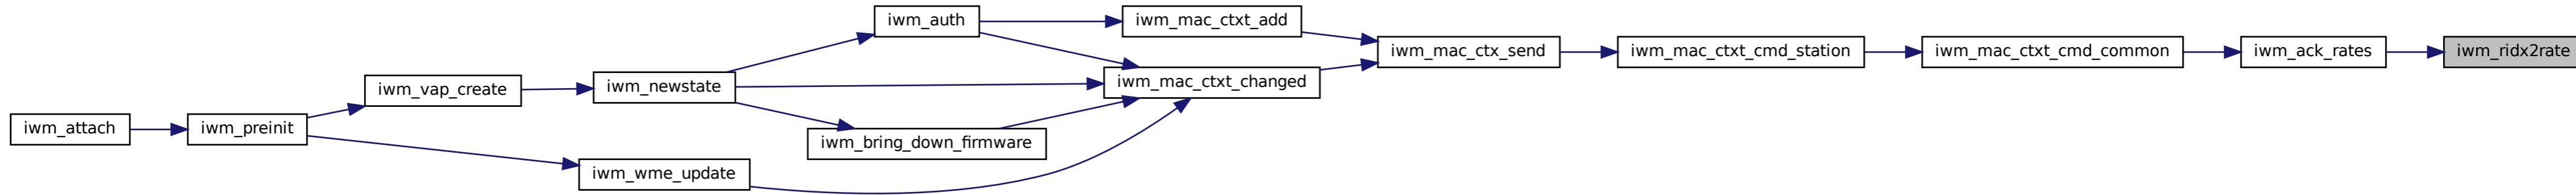 iwm_attach
iwm_preinit
iwm_vap_create
iwm_wme_update
iwm_newstate
iwm_auth
iwm_bring_down_firmware
iwm_mac_ctxt_add
iwm_mac_ctxt_changed
iwm_mac_ctx_send
iwm_mac_ctxt_cmd_station
iwm_mac_ctxt_cmd_common
iwm_ack_rates
iwm_ridx2rate